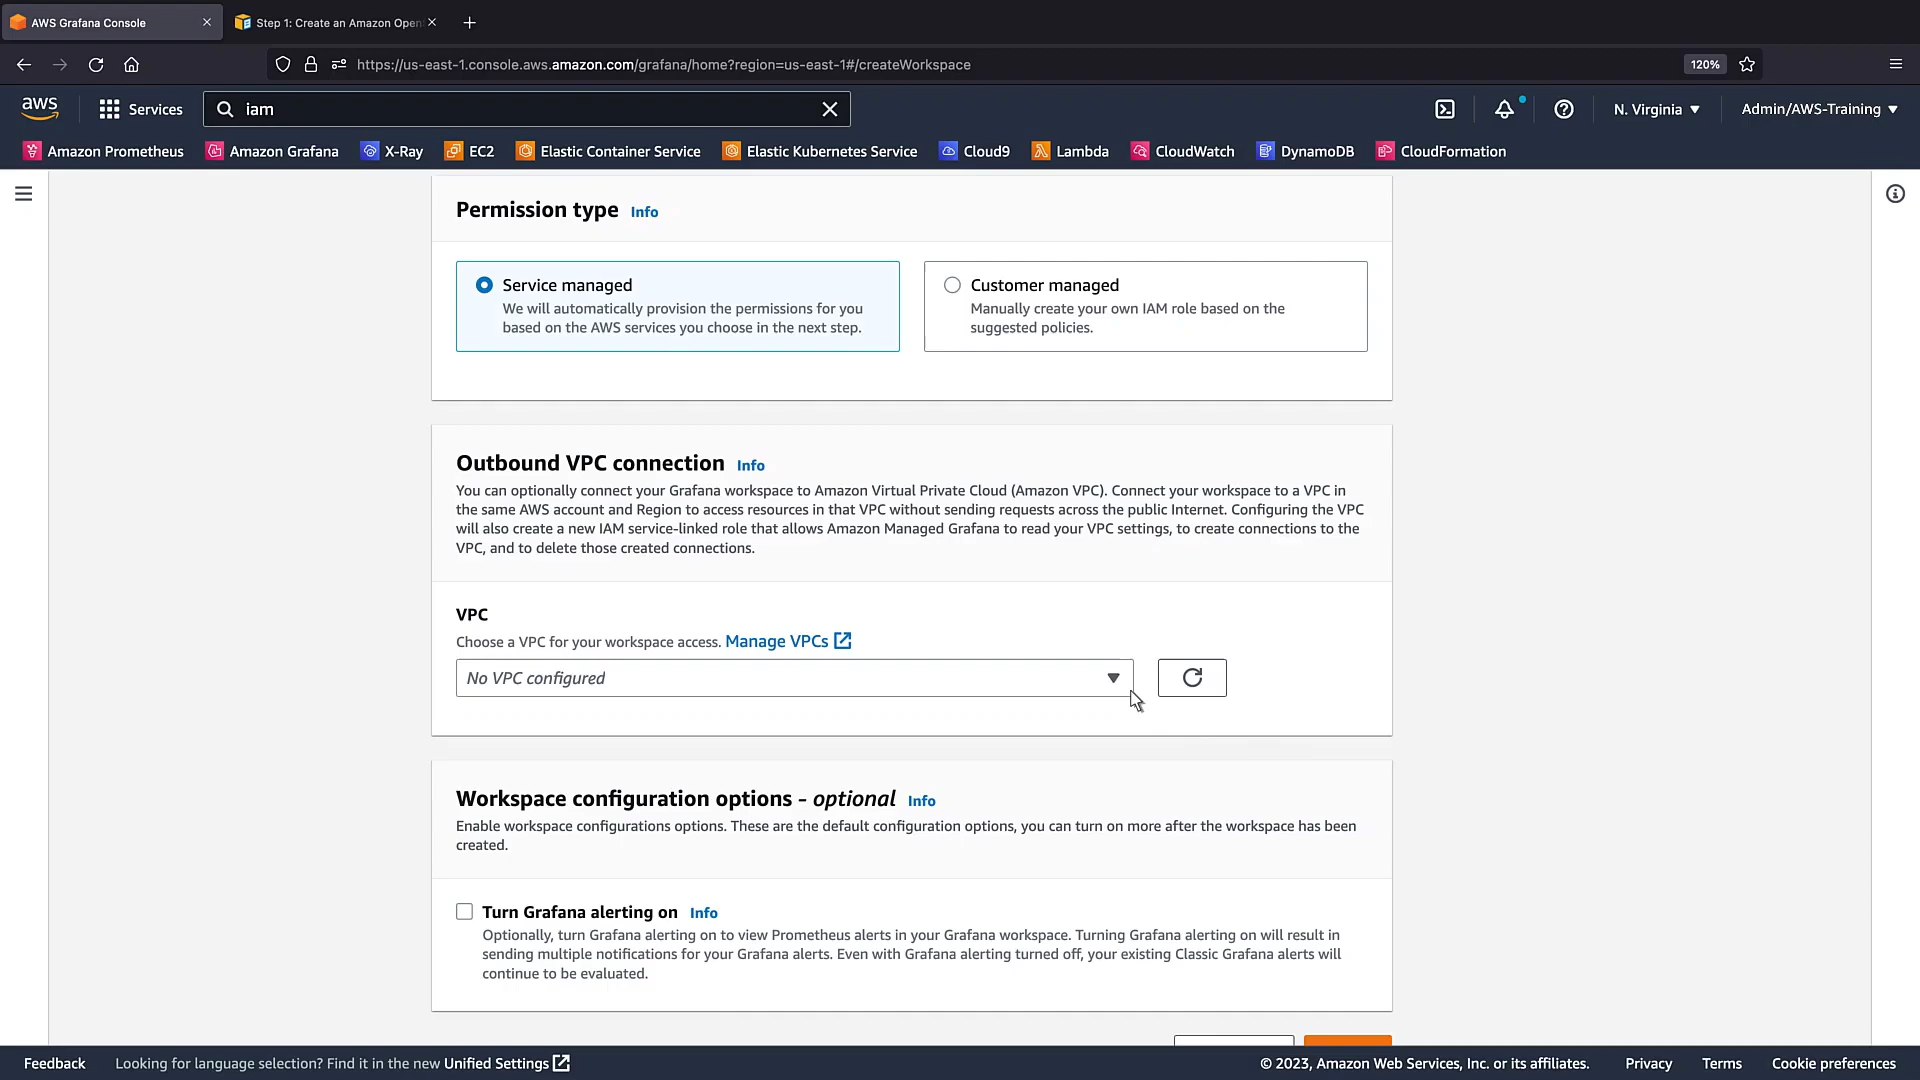 AWS Grafana Console
Step 1: Create an Amazon Open
https://us-east-1.console.aws.amazon.com/grafana/home?region=us-east-1#/createWorkspace
120%
aws
Services
iam
N. Virginia
Admin/AWS-Training
Amazon Prometheus
Amazon Grafana
X-Ray
EC2
Elastic Container Service
Elastic Kubernetes Service
Cloud9
Lambda
CloudWatch
DynamoDB
CloudFormation
Permission type Info
Service managed
We will automatically provision the permissions for you
based on the AWS services you choose in the next step.
Customer managed
Manually create your own IAM role based on the
suggested policies.
Outbound VPC connection Info
You can optionally connect your Grafana workspace to Amazon Virtual Private Cloud (Amazon VPC). Connect your workspace to a VPC in
the same AWS account and Region to access resources in that VPC without sending requests across the public Internet. Configuring the VPC
will also create a new IAM service-linked role that allows Amazon Managed Grafana to read your VPC settings, to create connections to the
VPC, and to delete those created connections.
VPC
Choose a VPC for your workspace access. Manage VPCs
No VPC configured
Workspace configuration options - optional Info
Enable workspace configurations options. These are the default configuration options, you can turn on more after the workspace has been
created.
Turn Grafana alerting on Info
Optionally, turn Grafana alerting on to view Prometheus alerts in your Grafana workspace. Turning Grafana alerting on will result in
sending multiple notifications for your Grafana alerts. Even with Grafana alerting turned off, your existing Classic Grafana alerts will
continue to be evaluated.
Feedback
Looking for language selection? Find it in the new Unified Settings
© 2023, Amazon Web Services, Inc. or its affiliates.
Privacy
Terms
Cookie preferences